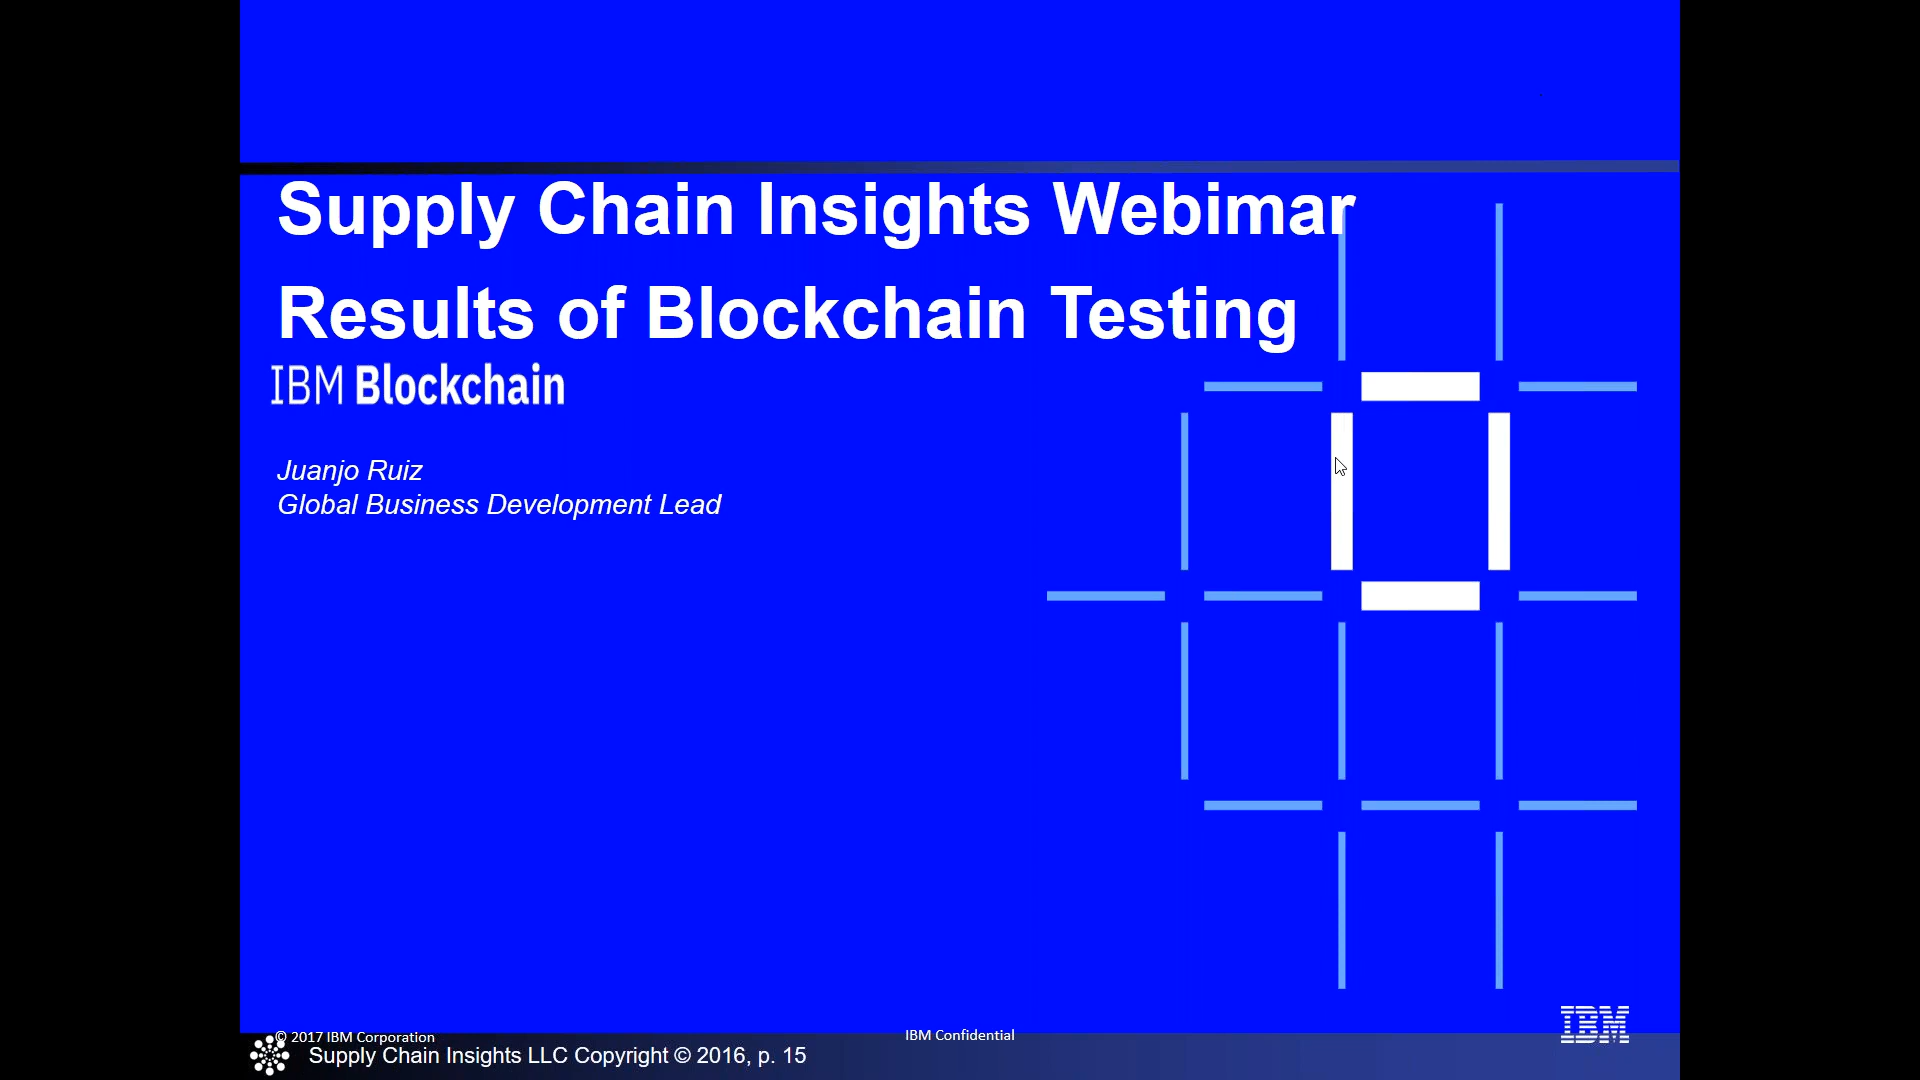 Supply Chain Insights Webimar
Results of Blockchain Testing
IBM Blockchain
Juanjo Ruiz
Global Business Development Lead
© 2017 IBM Corporation
IBM Confidential
IBM
Supply Chain Insights LLC Copyright © 2016, p. 15